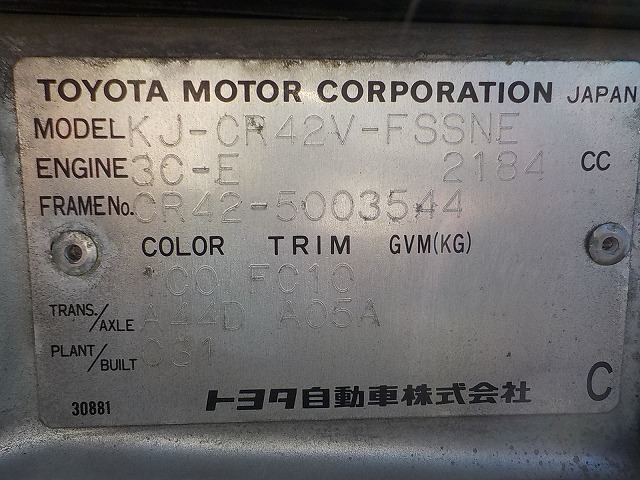 TOYOTA MOTOR CORPORATION JAPAN
MODEL KJ-CR42V-FSSNE
ENGINE 3C-E 2184 CC
FRAME No. CR42-5003544
COLOR TRIM GVM(KG)
1C0 FC10
TRANS./AXLE A44D A05A
PLANT/BUILT C31
30881 トヨタ自動車株式会社 C